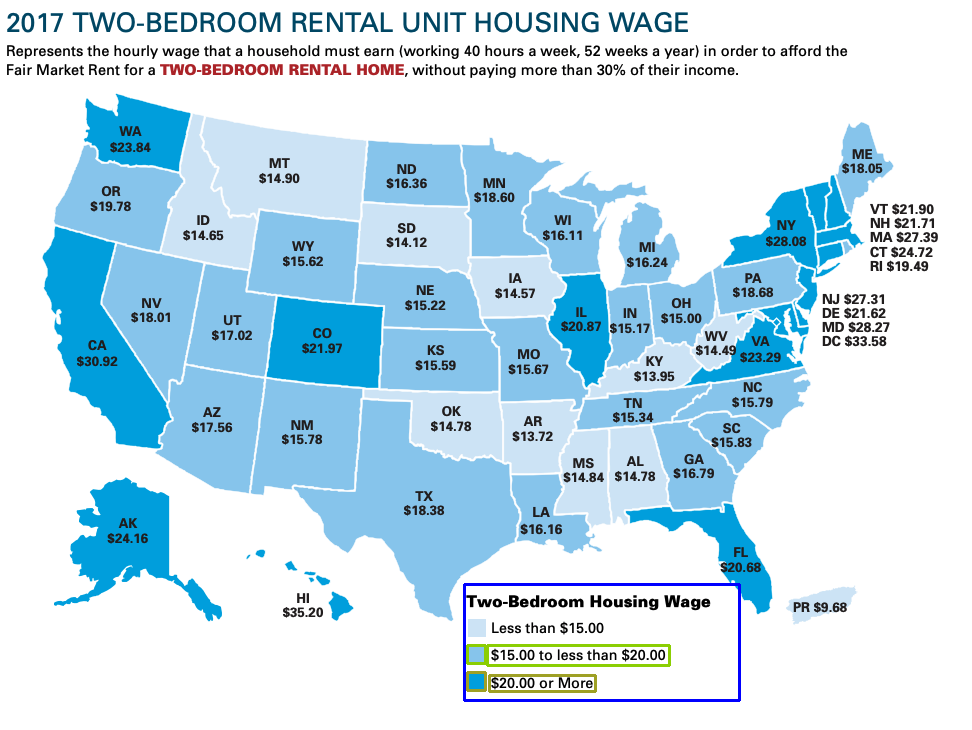 2017 TWO-BEDROOM RENTAL UNIT HOUSING WAGE
Represents the hourly wage that a household must earn (working 40 hours a week, 52 weeks a year) in order to afford the
Fair Market Rent for a TWO-BEDROOM RENTAL HOME, without paying more than 30% of their income.
WA
$23.84
OR
$19.78
MT
$14.90
ID
$14.65
ND
$16.36
MN
$18.60
SD
$14.12
WY
$15.62
WI
$16.11
MI
$16.24
ME
$18.05
NY
$28.08
VT $21.90
NH $21.71
MA $27.39
CT $24.72
RI $19.49
NJ $27.31
DE $21.62
MD $28.27
DC $33.58
IA
$14.57
NE
$15.22
PA
$18.68
NV
$18.01
UT
$17.02
CO
$21.97
CA
$30.92
IL
$20.87
IN
$15.17
OH
$15.00
WV
$14.49
VA
$23.29
KS
$15.59
MO
$15.67
KY
$13.95
NC
$15.79
TN
$15.34
SC
$15.83
AZ
$17.56
NM
$15.78
OK
$14.78
AR
$13.72
MS
$14.84
AL
$14.78
GA
$16.79
TX
$18.38
LA
$16.16
AK
$24.16
FL
$20.68
HI
$35.20
PR $9.68
Two-Bedroom Housing Wage
Less than $15.00
$15.00 to less than $20.00
$20.00 or More